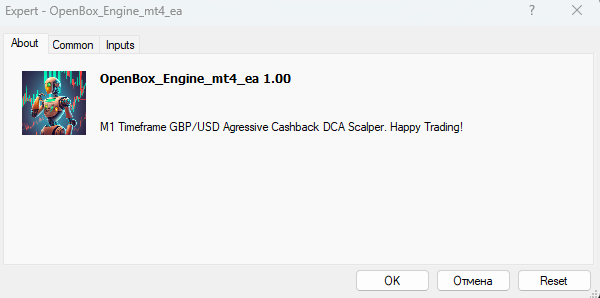 Expert - OpenBox_Engine_mt4_ea
?
About Common Inputs
OpenBox_Engine_mt4_ea 1.00
M1 Timeframe GBP/USD Agressive Cashback DCA Scalper. Happy Trading!
OK Отмена Reset